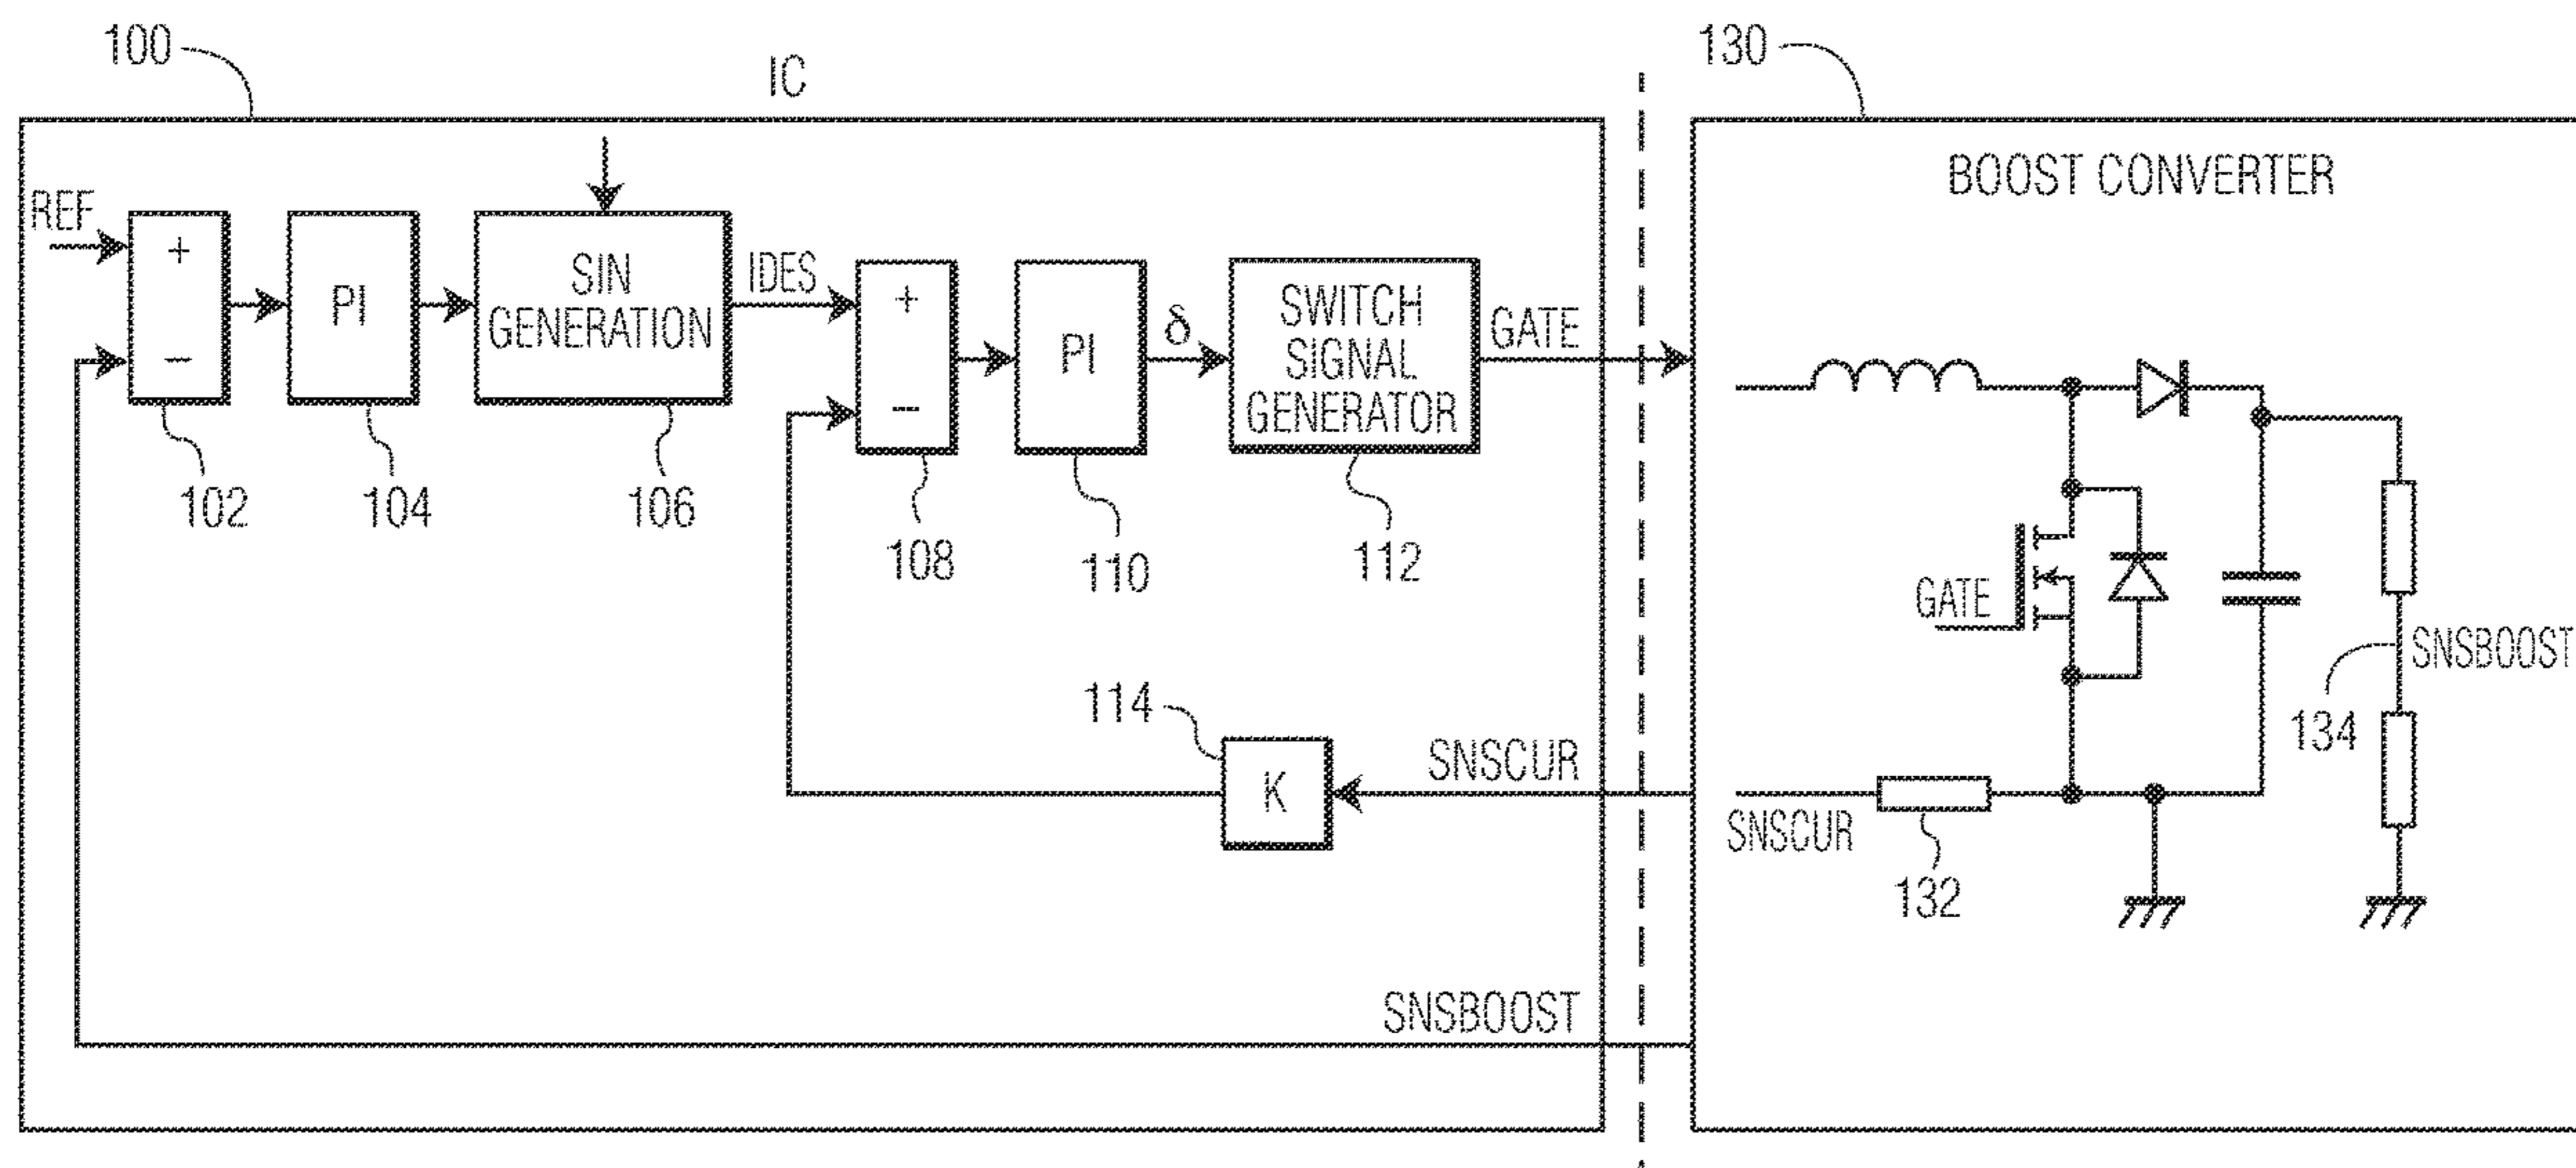 100
IC
130
BOOST CONVERTER
REF
+
−
PI
SIN
GENERATION
IDES
+
−
PI
δ
SWITCH
SIGNAL
GENERATOR
GATE
102
104
106
108
110
112
GATE
SNSBOOST
134
114
K
SNSCUR
SNSCUR
132
SNSBOOST